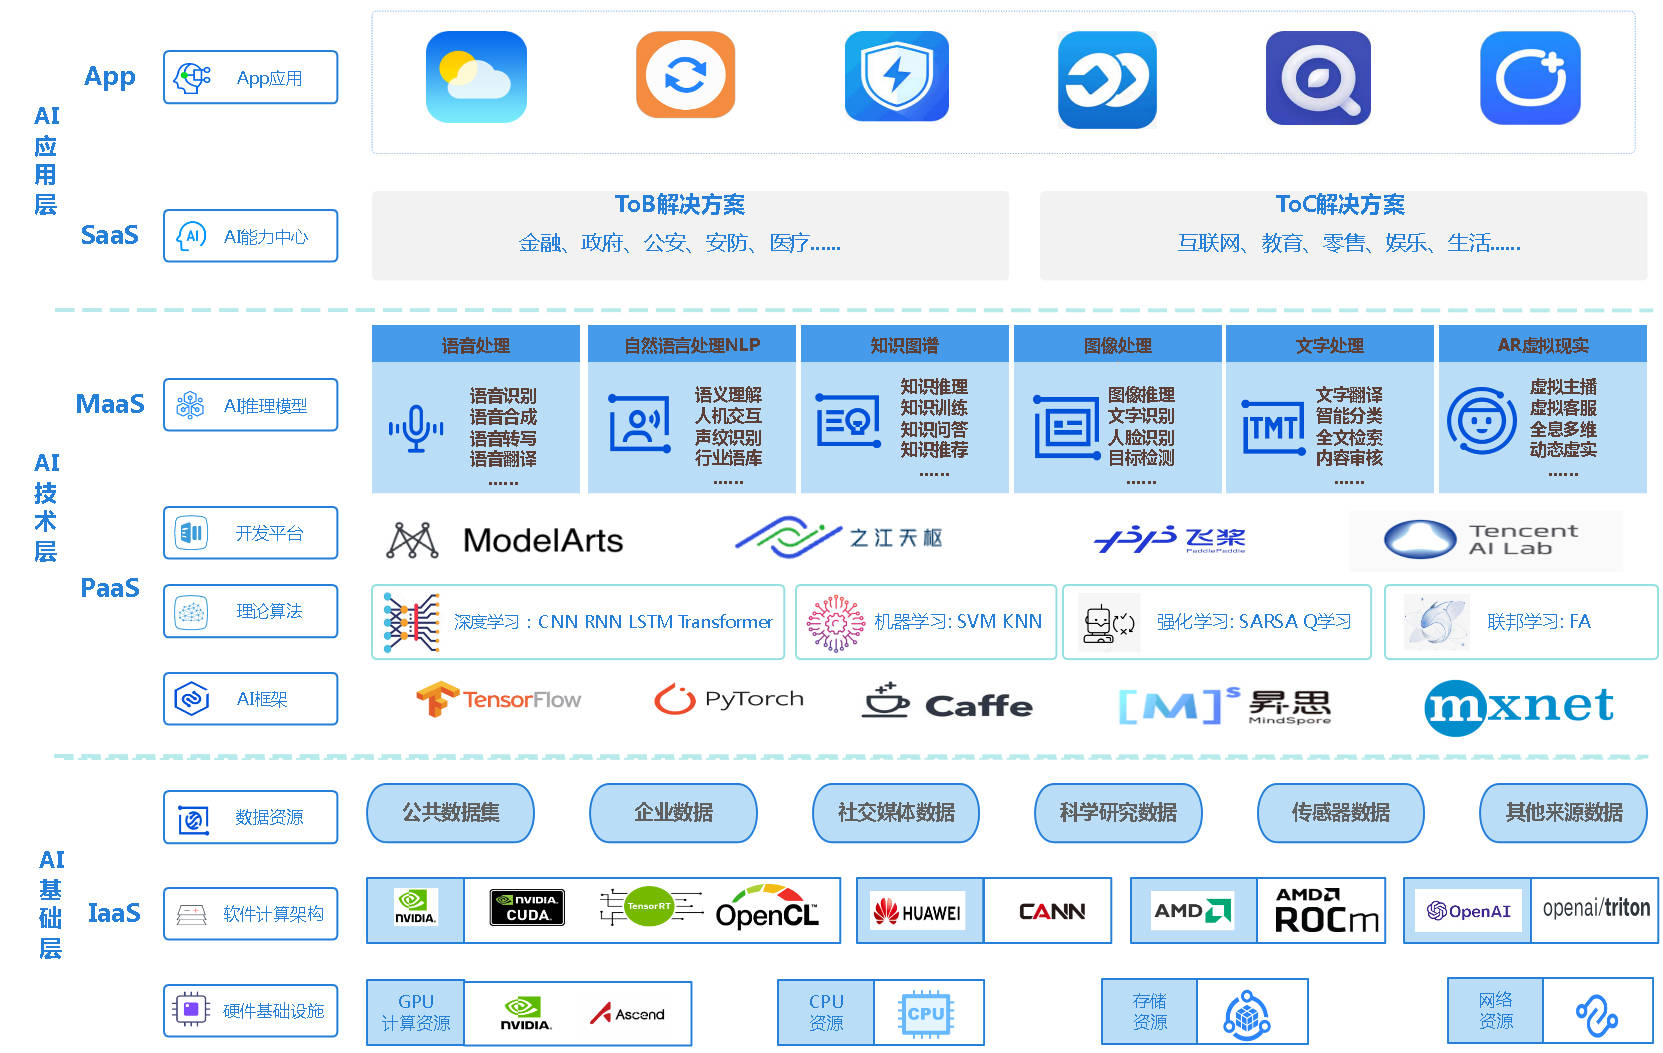 AI应用层
App
App应用
SaaS
AI能力中心
ToB解决方案
金融、政府、公安、安防、医疗......
ToC解决方案
互联网、教育、零售、娱乐、生活......
AI技术层
MaaS
AI推理模型
语音处理
语音识别
语音合成
语音转写
语音翻译
......
自然语言处理NLP
语义理解
人机交互
声纹识别
行业语库
......
知识图谱
知识推理
知识训练
知识问答
知识推荐
......
图像处理
图像推理
文字识别
人脸识别
目标检测
......
文字处理
TMT
文字翻译
智能分类
全文检索
内容审核
......
AR虚拟现实
虚拟主播
虚拟客服
全息多维
动态虚实
......
PaaS
开发平台
ModelArts
之江天枢
飞桨
PaddlePaddle
Tencent
AI Lab
理论算法
深度学习：CNN RNN LSTM Transformer
机器学习: SVM KNN
强化学习: SARSA Q学习
联邦学习: FA
AI框架
TensorFlow
PyTorch
Caffe
[M]s
昇思
MindSpore
mxnet
AI基础层
IaaS
数据资源
公共数据集
企业数据
社交媒体数据
科学研究数据
传感器数据
其他来源数据
软件计算架构
NVIDIA.
NVIDIA.
CUDA.
TensorRT
OpenCL
HUAWEI
CANN
AMD
AMD
ROCm
OpenAI
openai/triton
硬件基础设施
GPU
计算资源
NVIDIA.
Ascend
CPU
资源
CPU
存储
资源
网络
资源